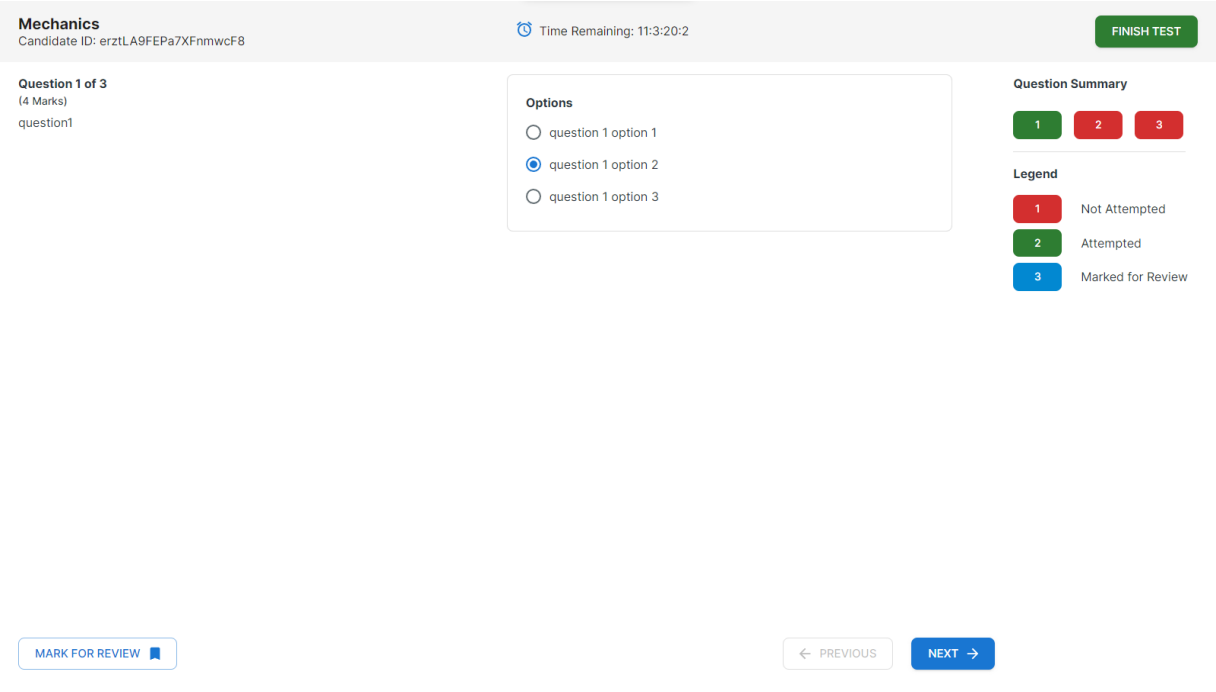 Mechanics
Candidate ID: erztLA9FEPa7XFnmwcF8
Time Remaining: 11:3:20:2
FINISH TEST
Question 1 of 3
(4 Marks)
question1
Options
question 1 option 1
question 1 option 2
question 1 option 3
Question Summary
1 2 3
Legend
1 Not Attempted
2 Attempted
3 Marked for Review
MARK FOR REVIEW
PREVIOUS
NEXT